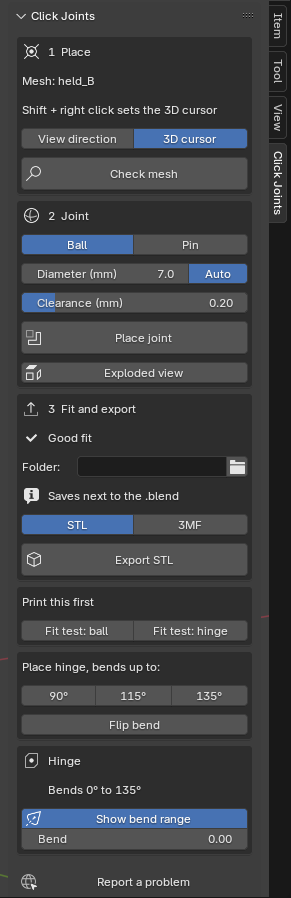 Click Joints
1 Place
Mesh: held_B
Shift + right click sets the 3D cursor
View direction 3D cursor
Check mesh
2 Joint
Ball Pin
Diameter (mm) 7.0 Auto
Clearance (mm) 0.20
Place joint
Exploded view
3 Fit and export
Good fit
Folder:
Saves next to the .blend
STL 3MF
Export STL
Print this first
Fit test: ball Fit test: hinge
Place hinge, bends up to:
90° 115° 135°
Flip bend
Hinge
Bends 0° to 135°
Show bend range
Bend 0.00
Report a problem
Item
Tool
View
Click Joints